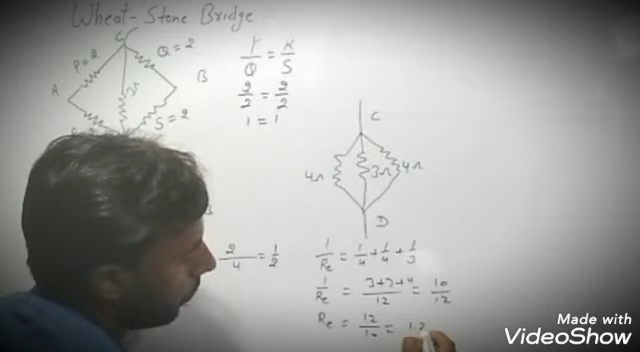 Wheat-Stone Bridge
C
P=2
Q=2
A
B
S=2
P/Q = R/S
2/2 = 2/2
1 = 1
C
4Ω
3Ω
4Ω
D
2/4 = 1/2
1/Re = 1/4 + 1/4 + 1/3
1/Re = 3+3+4/12 = 10/12
Re = 12/10 = 1.2
Made with
VideoShow